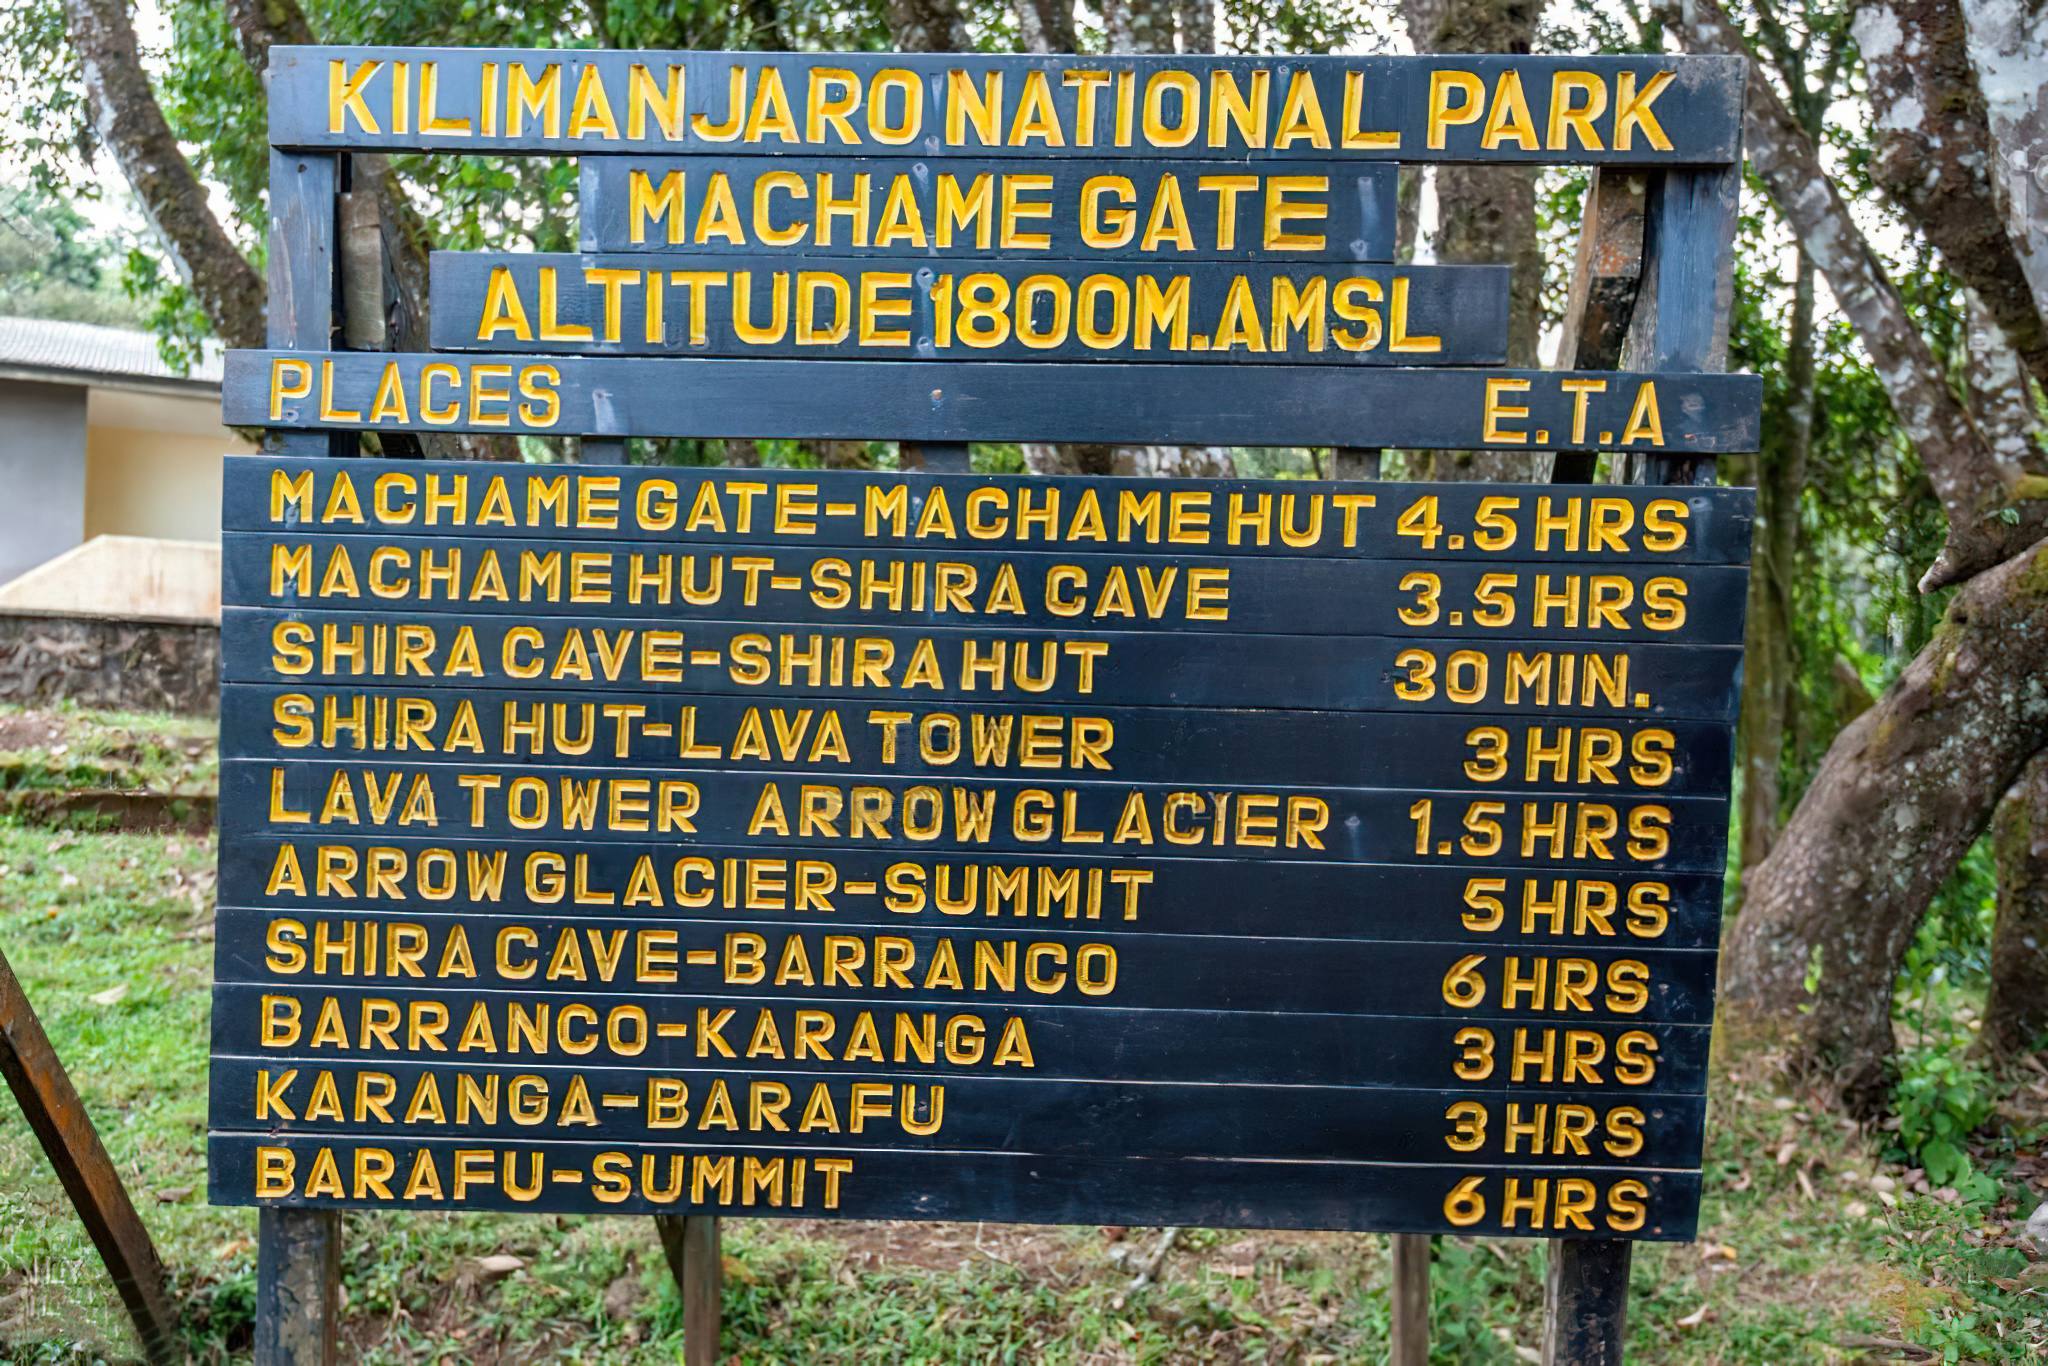 KILIMANJARO NATIONAL PARK
MACHAME GATE
ALTITUDE 1800M.AMSL
PLACES E.T.A
MACHAME GATE-MACHAME HUT 4.5 HRS
MACHAME HUT-SHIRA CAVE 3.5 HRS
SHIRA CAVE-SHIRA HUT 30 MIN.
SHIRA HUT-LAVA TOWER 3 HRS
LAVA TOWER ARROW GLACIER 1.5 HRS
ARROW GLACIER-SUMMIT 5 HRS
SHIRA CAVE-BARRANCO 6 HRS
BARRANCO-KARANGA 3 HRS
KARANGA-BARAFU 3 HRS
BARAFU-SUMMIT 6 HRS